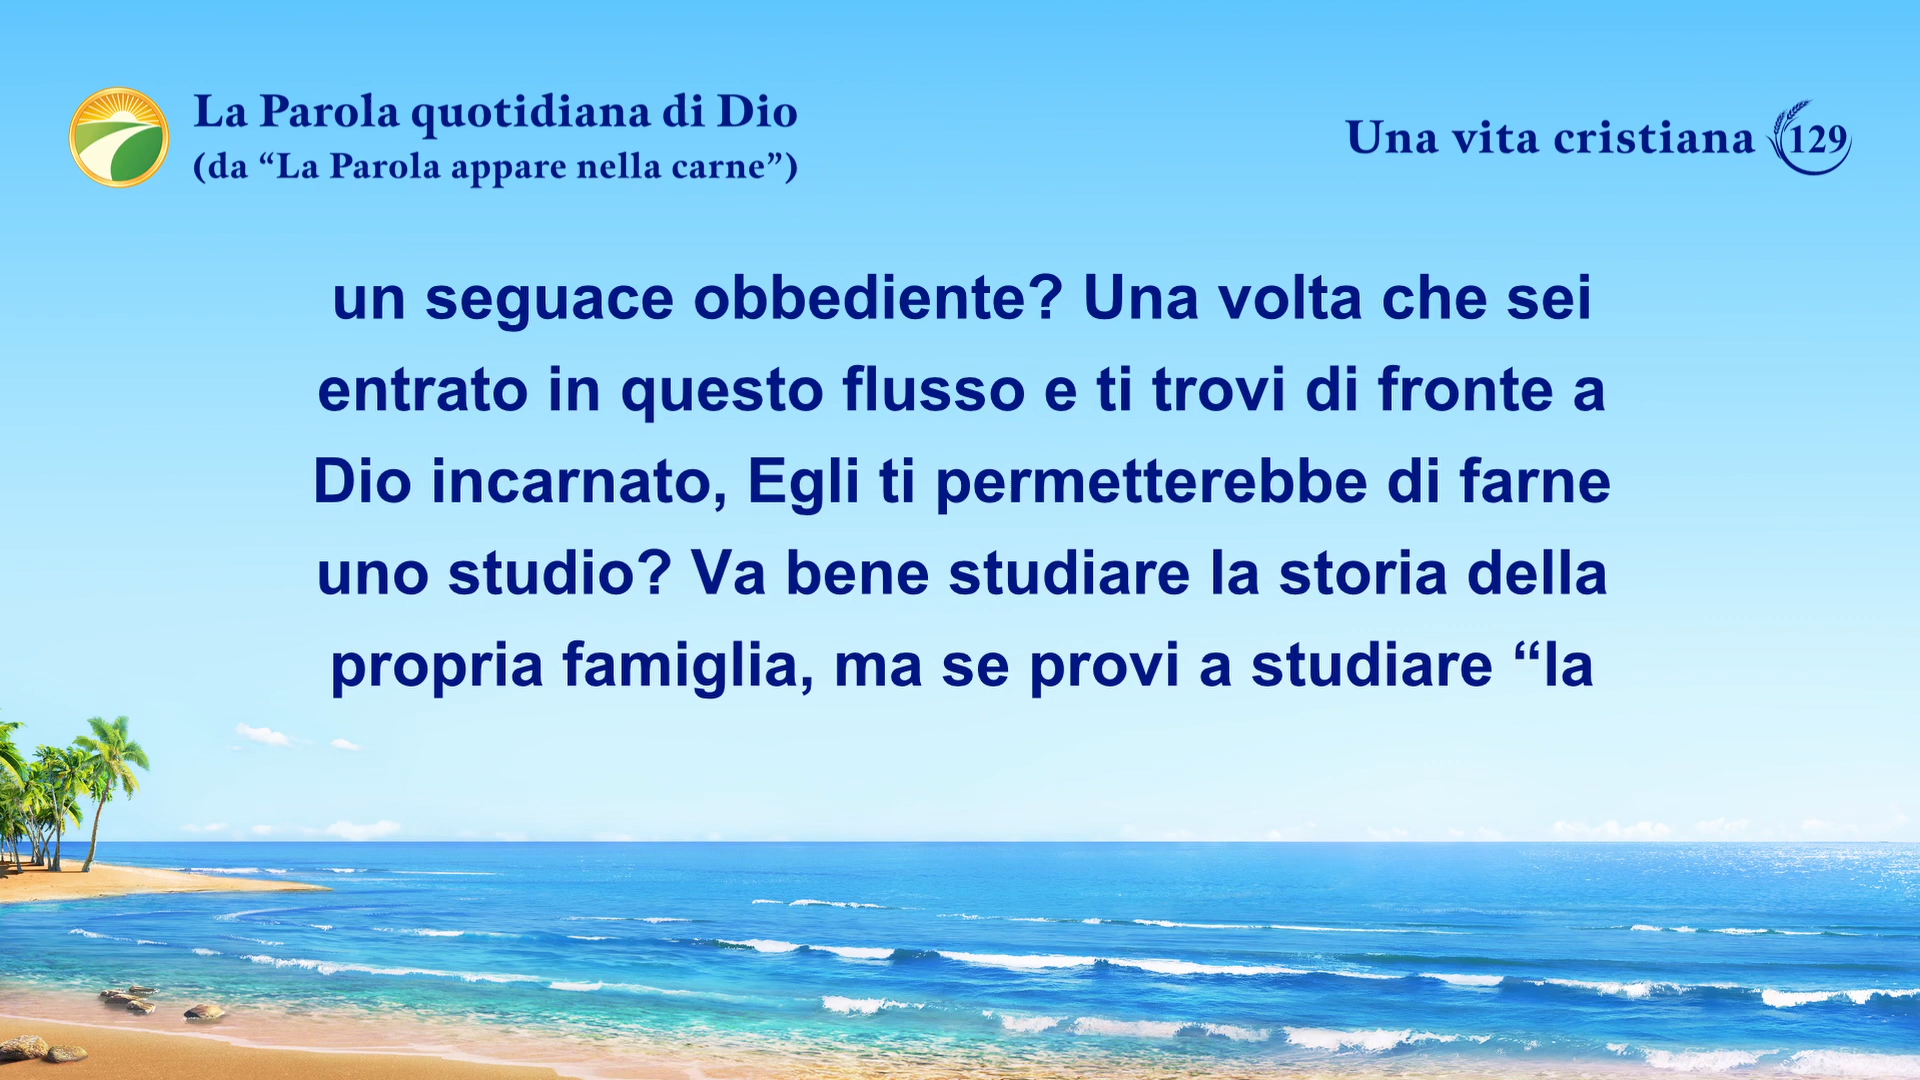 La Parola quotidiana di Dio
(da “La Parola appare nella carne”)
Una vita cristiana 129
un seguace obbediente? Una volta che sei
entrato in questo flusso e ti trovi di fronte a
Dio incarnato, Egli ti permetterebbe di farne
uno studio? Va bene studiare la storia della
propria famiglia, ma se provi a studiare “la